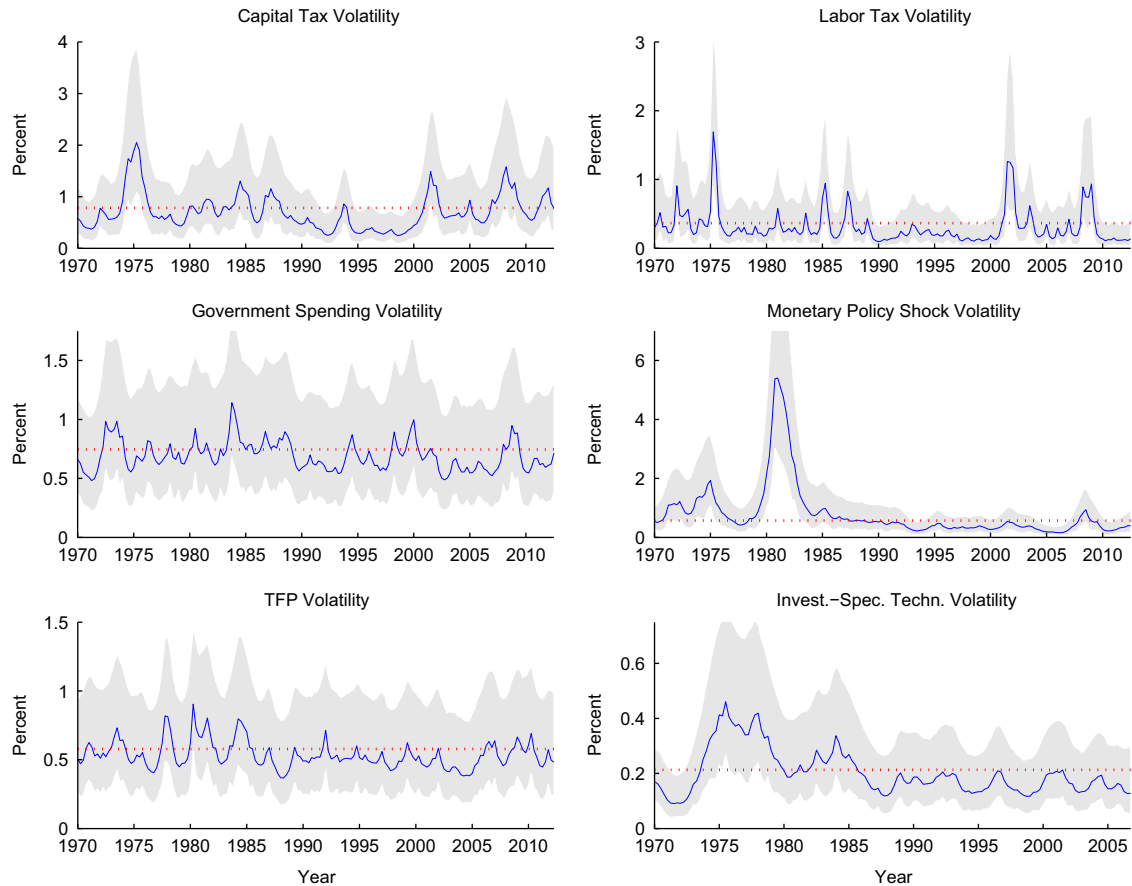 Capital Tax Volatility
Percent
4
3
2
1
0
1970 1975 1980 1985 1990 1995 2000 2005 2010
Labor Tax Volatility
Percent
3
2
1
0
1970 1975 1980 1985 1990 1995 2000 2005 2010
Government Spending Volatility
Percent
1.5
1
0.5
0
1970 1975 1980 1985 1990 1995 2000 2005 2010
Monetary Policy Shock Volatility
Percent
6
4
2
0
1970 1975 1980 1985 1990 1995 2000 2005 2010
TFP Volatility
Percent
1.5
1
0.5
0
1970 1975 1980 1985 1990 1995 2000 2005 2010
Year
Invest.−Spec. Techn. Volatility
Percent
0.6
0.4
0.2
0
1970 1975 1980 1985 1990 1995 2000 2005
Year